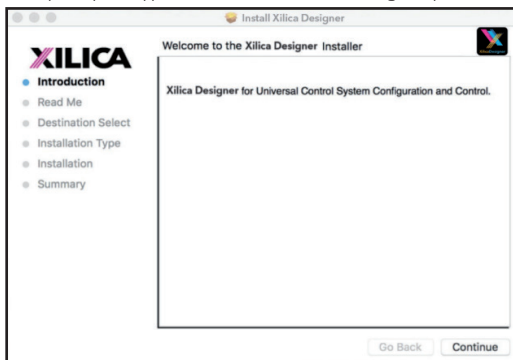 Install Xilica Designer
XILICA
Welcome to the Xilica Designer Installer
Introduction
Read Me
Destination Select
Installation Type
Installation
Summary
Xilica Designer for Universal Control System Configuration and Control.
Go Back
Continue